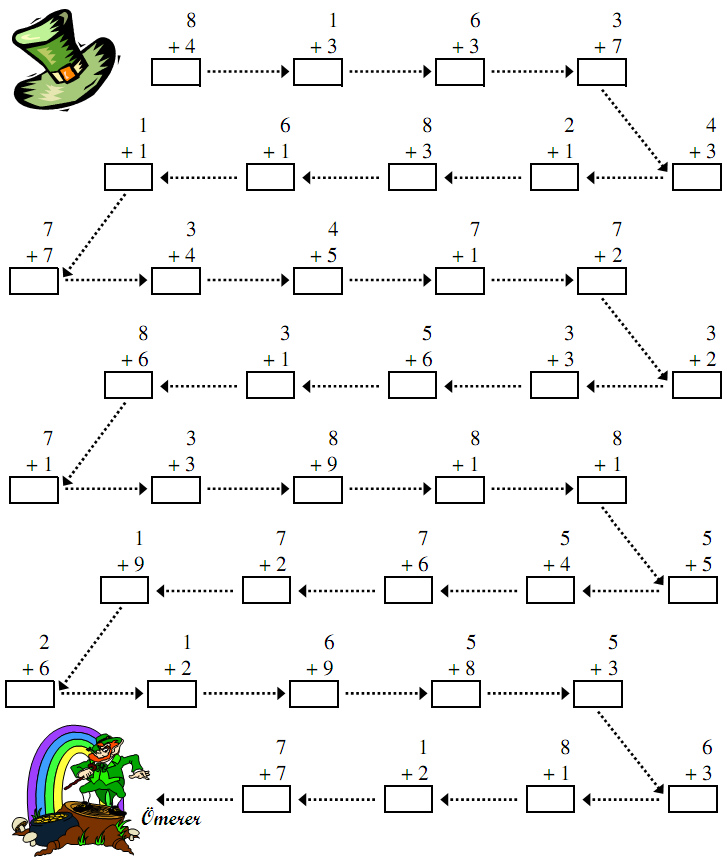 8 1 6 3
+ 4 + 3 + 3 + 7
1 6 8 2 4
+ 1 + 1 + 3 + 1 + 3
7 3 4 7 7
+ 7 + 4 + 5 + 1 + 2
8 3 5 3 3
+ 6 + 1 + 6 + 3 + 2
7 3 8 8 8
+ 1 + 3 + 9 + 1 + 1
1 7 7 5 5
+ 9 + 2 + 6 + 4 + 5
2 1 6 5 5
+ 6 + 2 + 9 + 8 + 3
7 1 8 6
+ 7 + 2 + 1 + 3
Ömerer